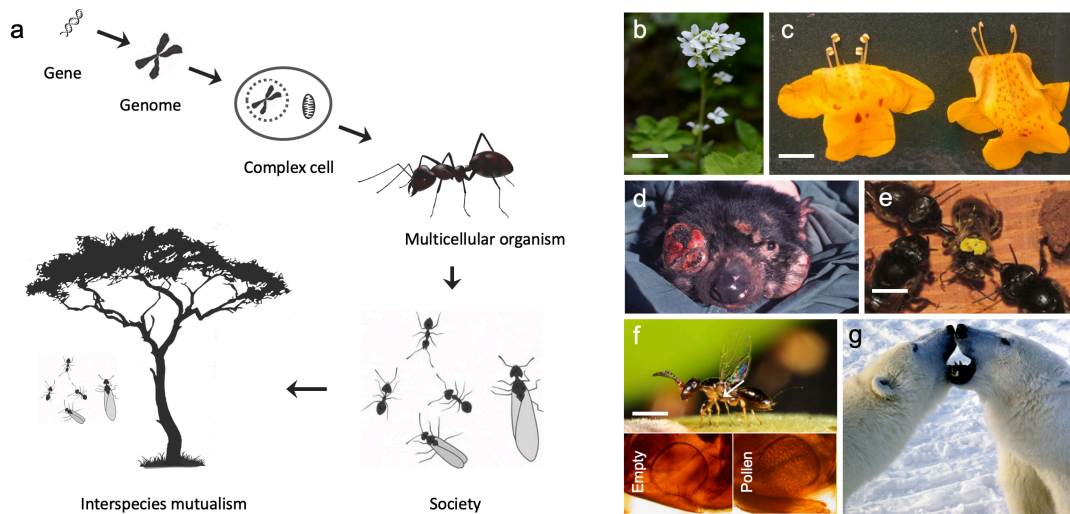 a
Gene
Genome
Complex cell
Multicellular organism
Society
Interspecies mutualism
b
c
d
e
f
Empty
Pollen
g